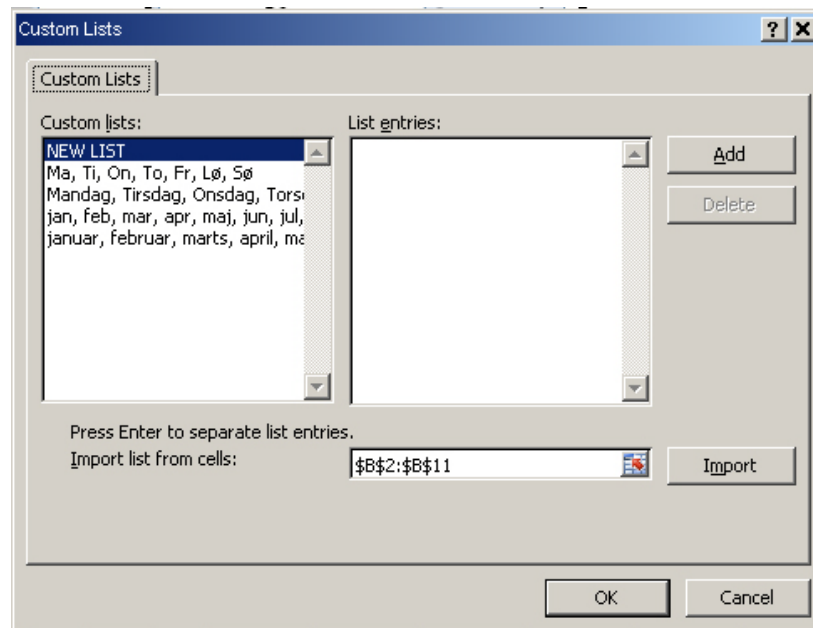 Custom Lists
Custom Lists
Custom lists:
List entries:
NEW LIST
Ma, Ti, On, To, Fr, Lø, Sø
Mandag, Tirsdag, Onsdag,
jan, feb, mar, apr, maj, jun, jul,
januar, februar, marts, april,
Add
Delete
Press Enter to separate list entries.
Import list from cells:
$B$2:$B$11
Import
OK
Cancel